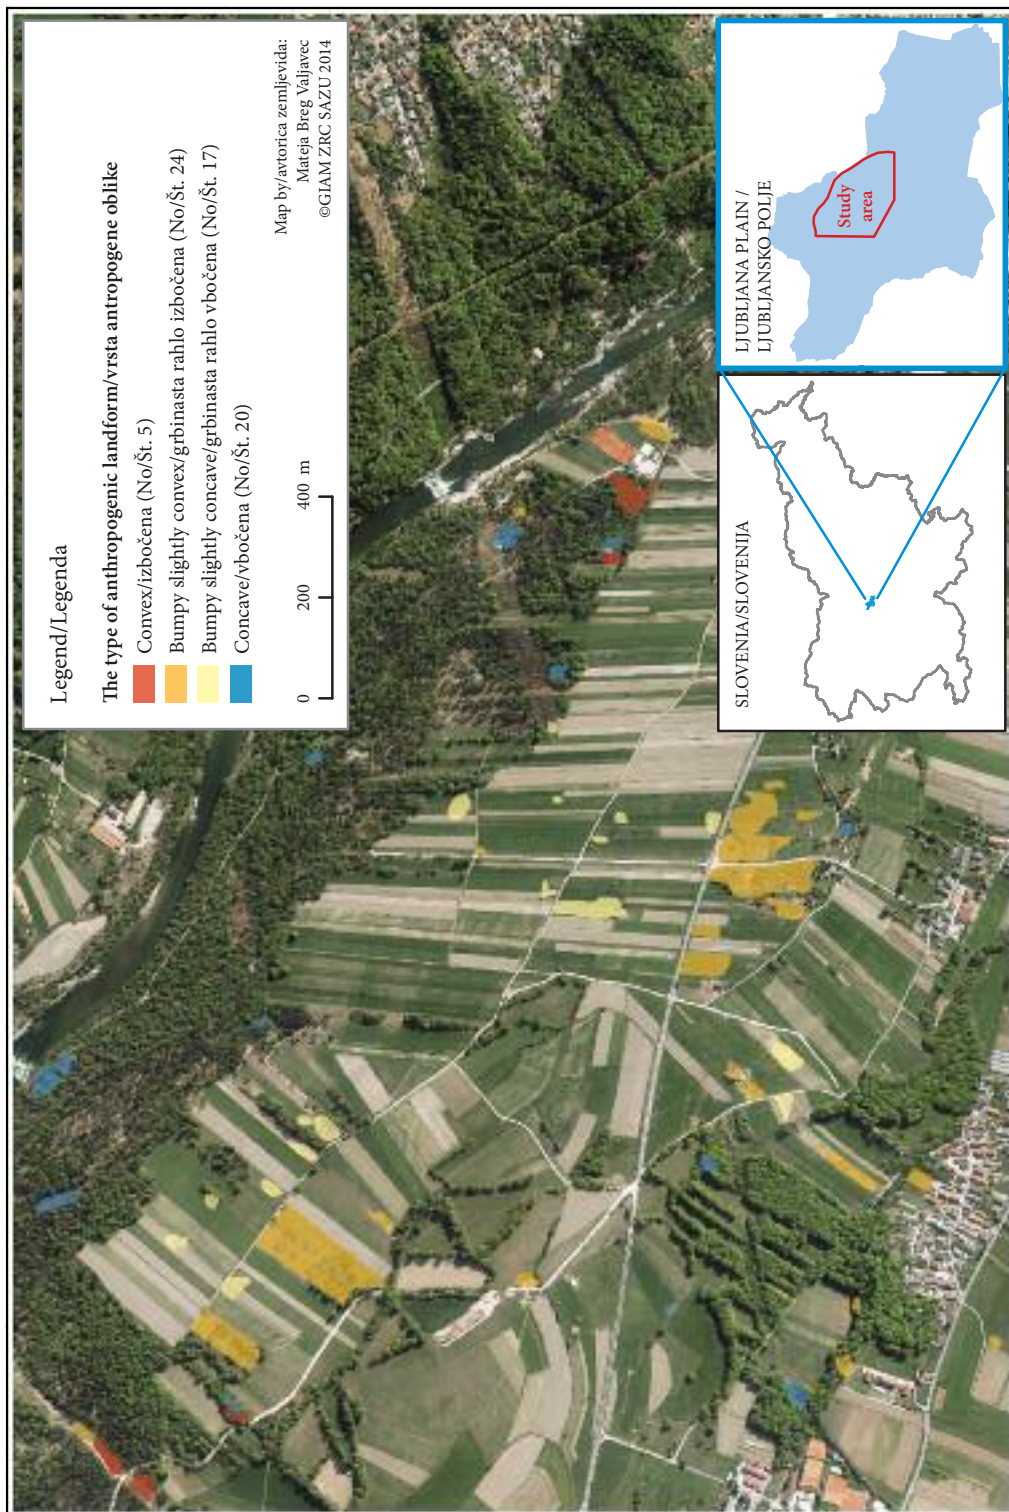 Legend/Legenda
The type of anthropogenic landform/vrsta antropogene oblike
Convex/izbočena (No/Št. 5)
Bumpy slightly convex/grbinasta rahlo izbočena (No/Št. 24)
Bumpy slightly concave/grbinasta rahlo vbočena (No/Št. 17)
Concave/vbočena (No/Št. 20)
0 200 400 m
Map by/avtorica zemljevida:
Mateja Breg Valjavec
©GIAM ZRC SAZU 2014
SLOVENIA/SLOVENIJA
LJUBLJANA PLAIN /
LJUBLJANSKO POLJE
Study
area